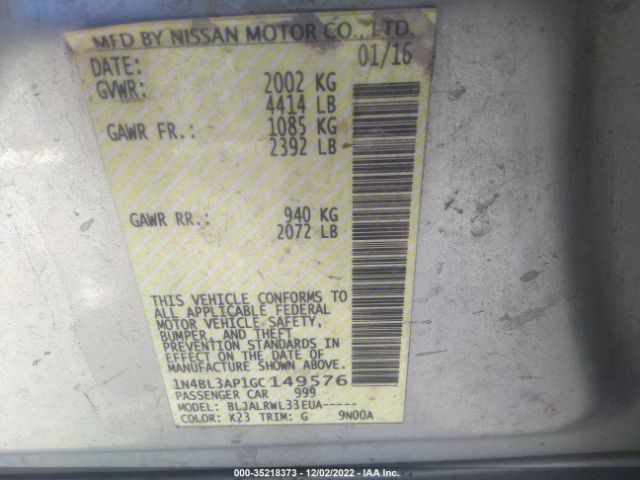 MFD BY NISSAN MOTOR CO., LTD.
DATE: 01/16
GVWR: 2002 KG
4414 LB
GAWR FR.: 1085 KG
2392 LB
GAWR RR.: 940 KG
2072 LB
THIS VEHICLE CONFORMS TO
ALL APPLICABLE FEDERAL
MOTOR VEHICLE SAFETY,
BUMPER, AND THEFT
PREVENTION STANDARDS IN
EFFECT ON THE DATE OF
MANUFACTURE SHOWN ABOVE.
1N4BL3AP1GC149576
PASSENGER CAR 999
MODEL: BLJALRWL33EUA-----
COLOR: K23 TRIM: G 9N00A
000-35218373 - 12/02/2022 - IAA Inc.